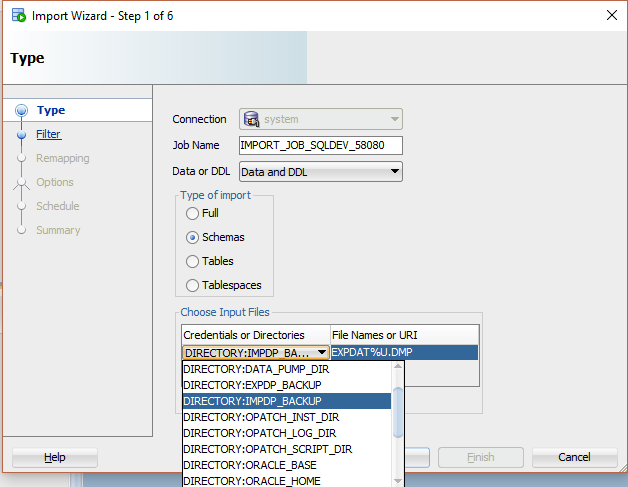 Import Wizard - Step 1 of 6
Type
Type
Filter
Remapping
Options
Schedule
Summary
Connection system
Job Name IMPORT_JOB_SQLDEV_58080
Data or DDL Data and DDL
Type of import
Full
Schemas
Tables
Tablespaces
Choose Input Files
Credentials or Directories File Names or URI
DIRECTORY:IMPDP_BA... EXPDAT%U.DMP
DIRECTORY:DATA_PUMP_DIR
DIRECTORY:EXPDP_BACKUP
DIRECTORY:IMPDP_BACKUP
DIRECTORY:OPATCH_INST_DIR
DIRECTORY:OPATCH_LOG_DIR
DIRECTORY:OPATCH_SCRIPT_DIR
DIRECTORY:ORACLE_BASE
DIRECTORY:ORACLE_HOME
Help Finish Cancel